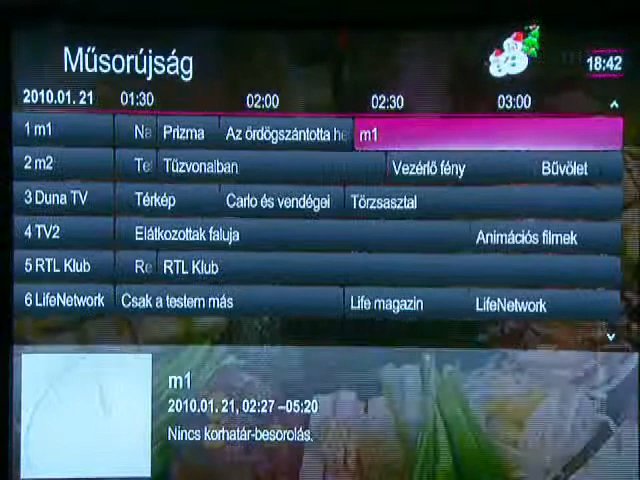 Műsorújság
18:42
2010.01. 21 01:30 02:00 02:30 03:00
1 m1 Prizma Az ördögszántotta he m1
2 m2 Tűzvonalban Vezérlő fény Bűvölet
3 Duna TV Térkép Carlo és vendégei Törzsasztal
4 TV2 Elátkozottak faluja Animációs filmek
5 RTL Klub Re RTL Klub
6 LifeNetwork Csak a testem más Life magazin LifeNetwork
m1
2010.01. 21, 02:27 –05:20
Nincs korhatár-besorolás.